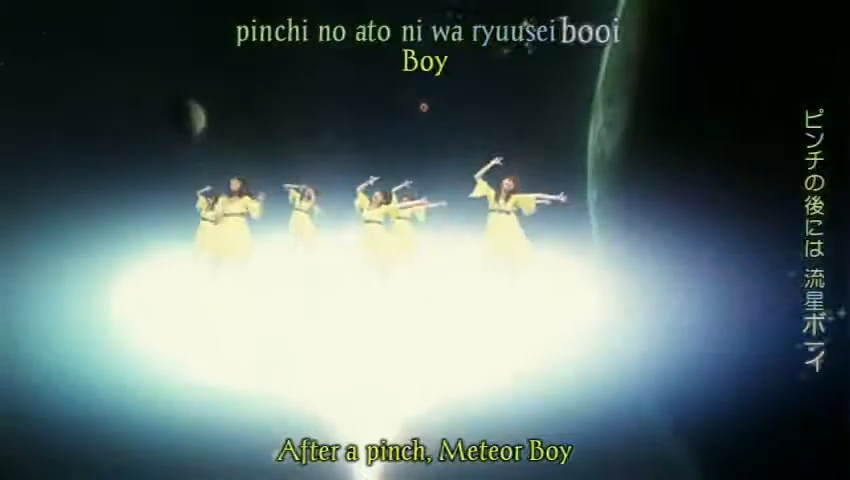 pinchi no ato ni wa ryuusei booi
Boy
ピンチの後には 流星ボーイ
After a pinch, Meteor Boy